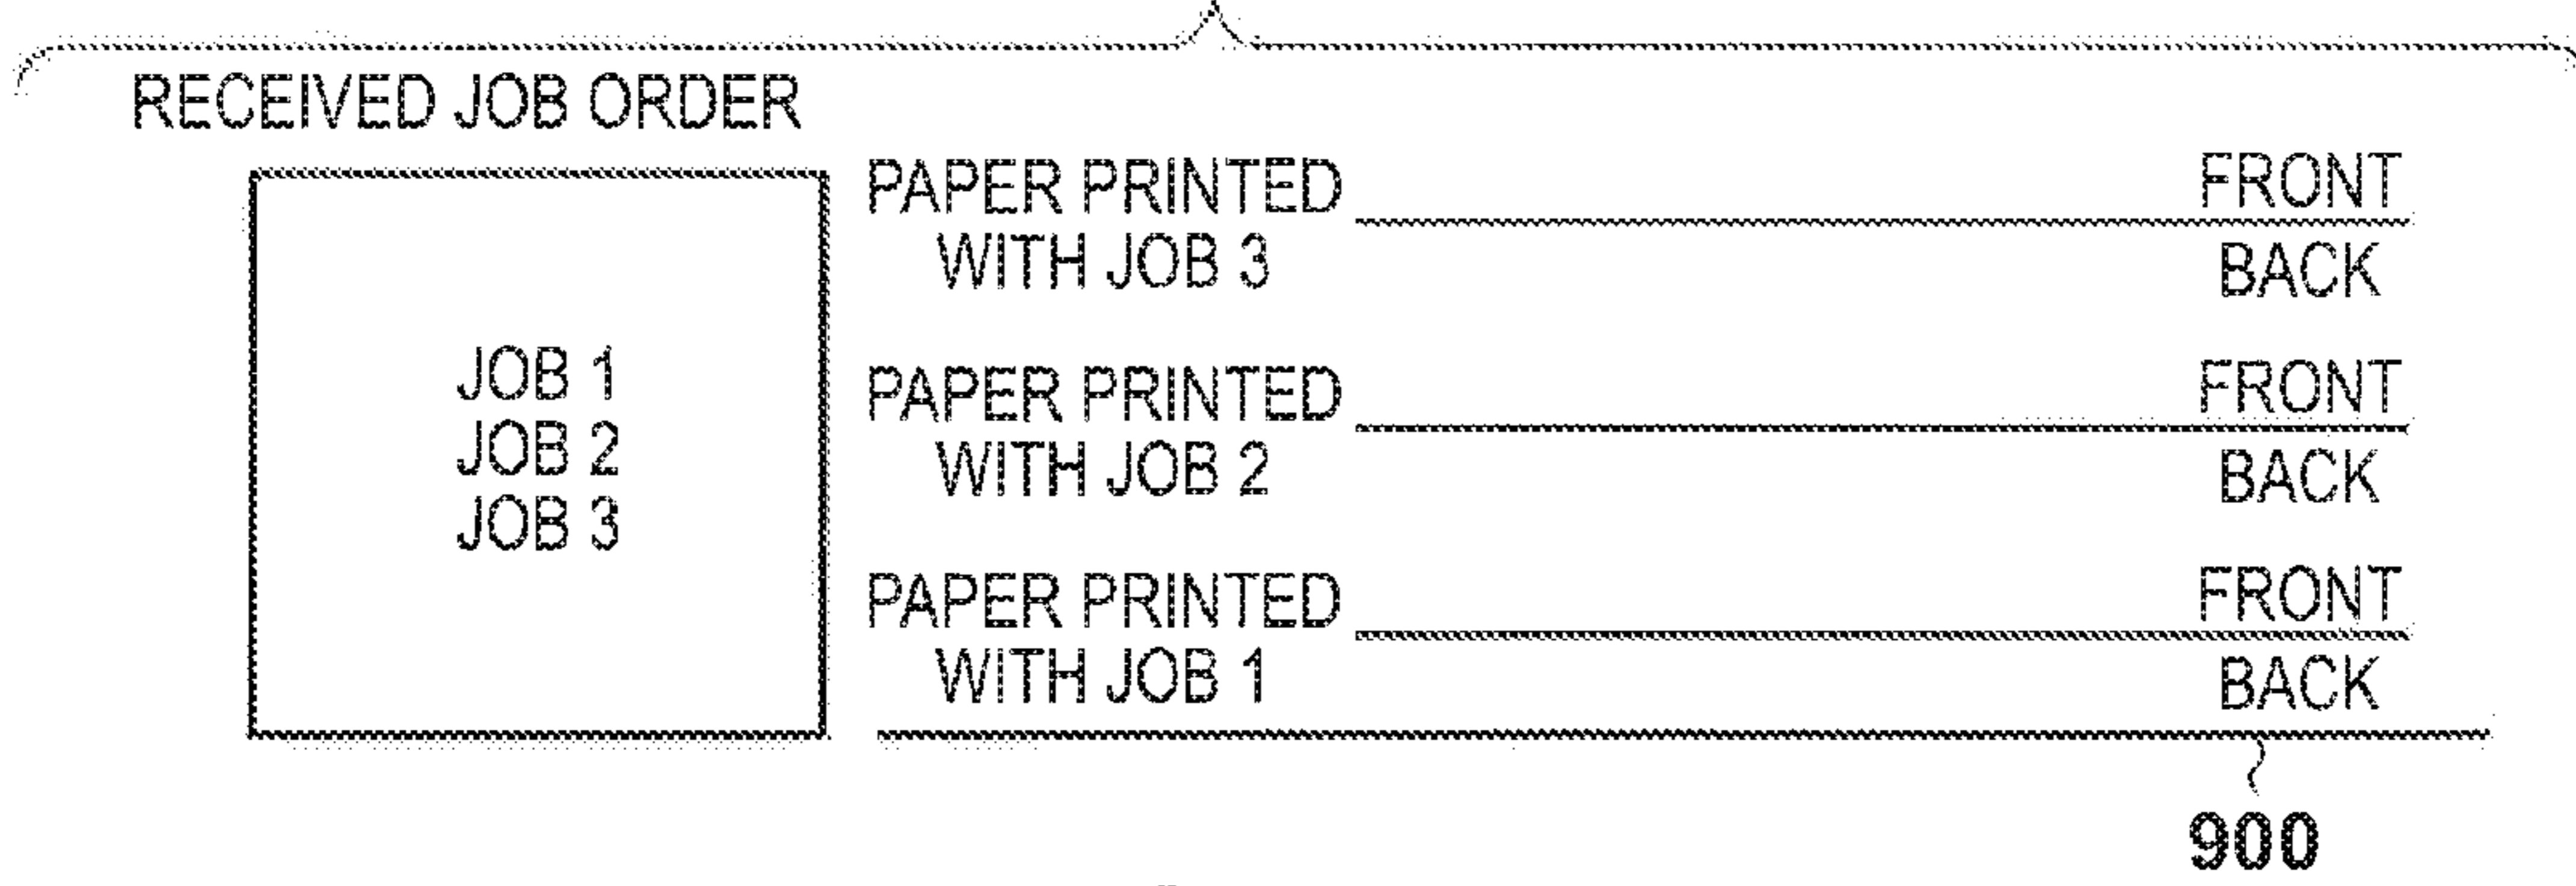 RECEIVED JOB ORDER
JOB 1
JOB 2
JOB 3
PAPER PRINTED
WITH JOB 3
FRONT
BACK
PAPER PRINTED
WITH JOB 2
FRONT
BACK
PAPER PRINTED
WITH JOB 1
FRONT
BACK
900